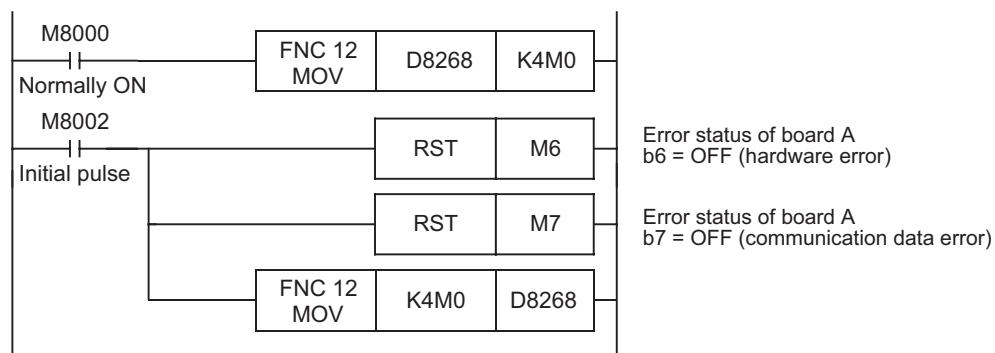 M8000
Normally ON
FNC 12
MOV
D8268
K4M0
M8002
Initial pulse
RST
M6
Error status of board A
b6 = OFF (hardware error)
RST
M7
Error status of board A
b7 = OFF (communication data error)
FNC 12
MOV
K4M0
D8268